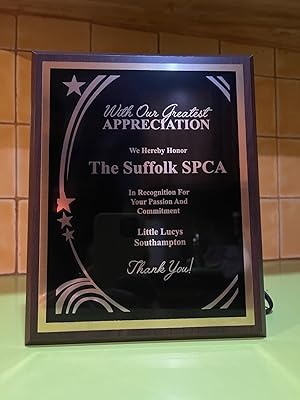 With Our Greatest
APPRECIATION
We Hereby Honor
The Suffolk SPCA
In Recognition For
Your Passion And
Commitment
Little Lucys
Southampton
Thank You!